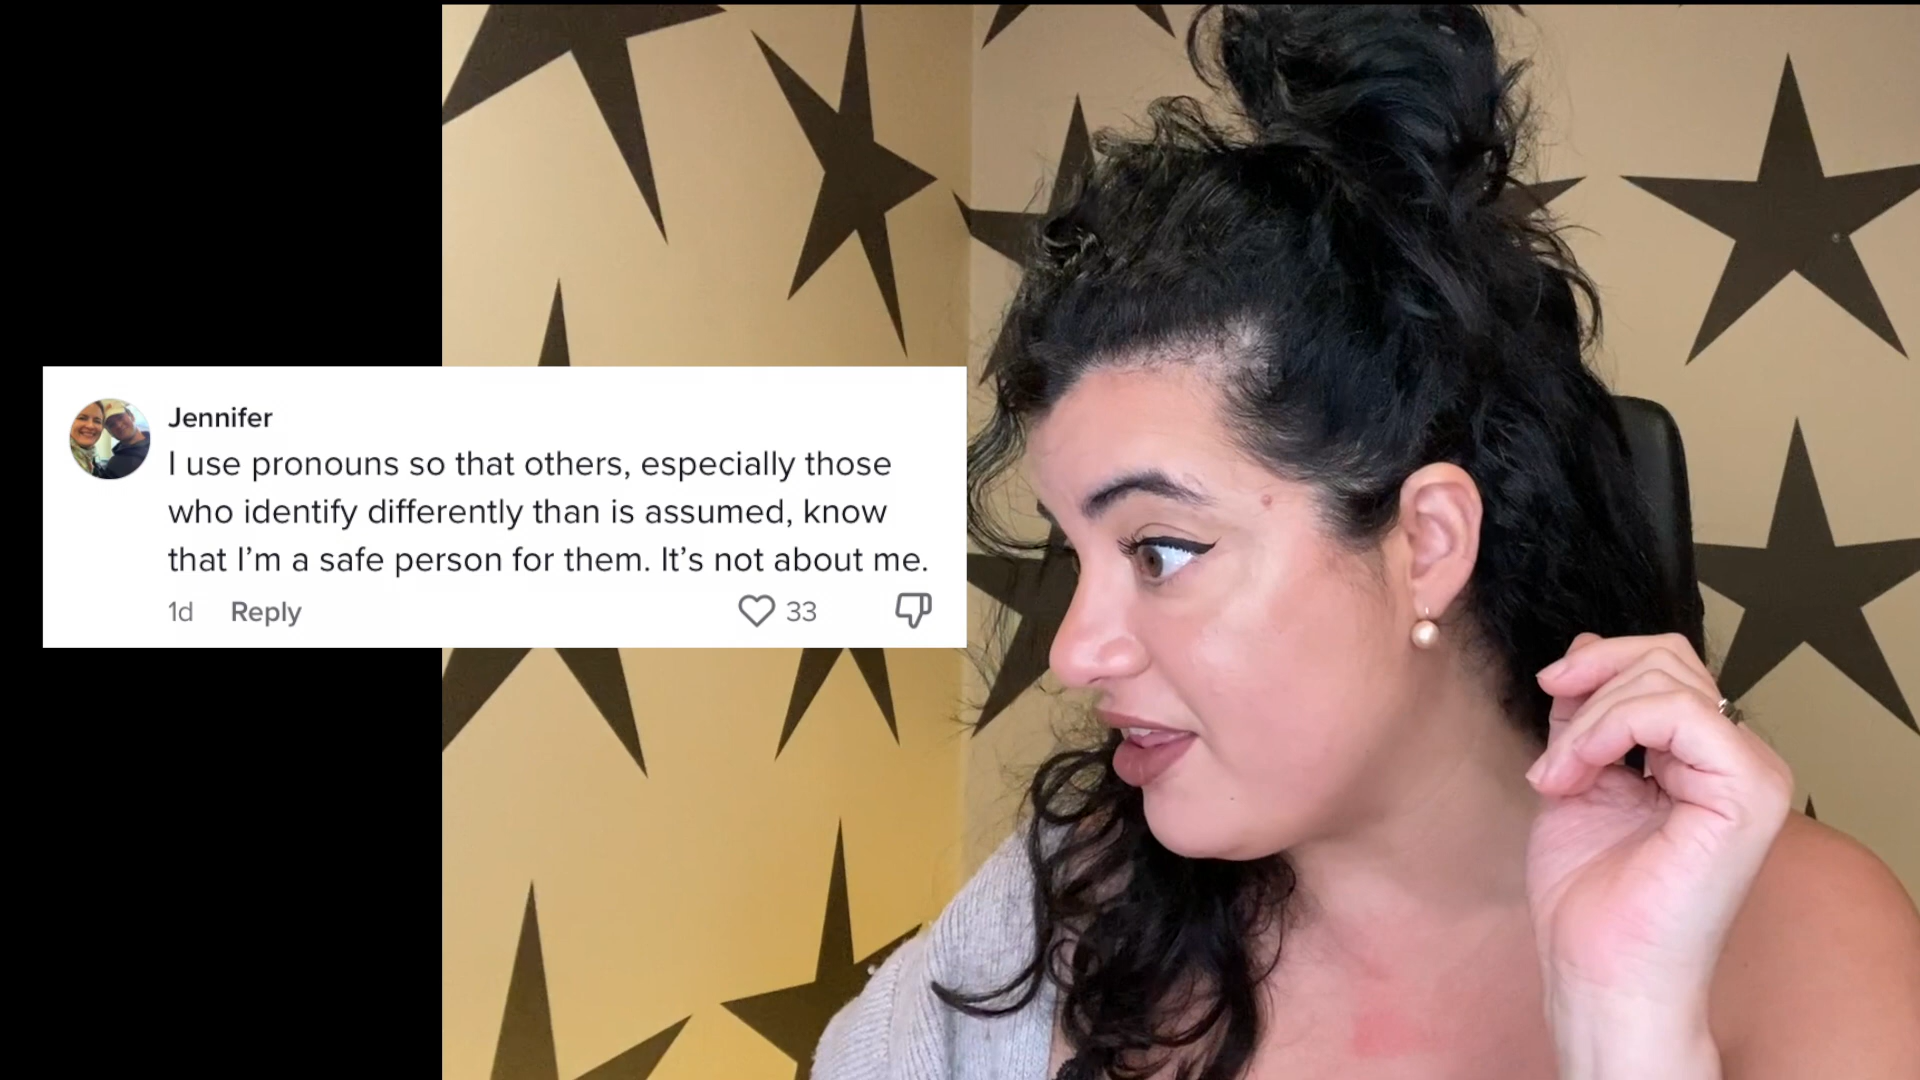 Jennifer
I use pronouns so that others, especially those
who identify differently than is assumed, know
that I’m a safe person for them. It’s not about me.
1d Reply 33